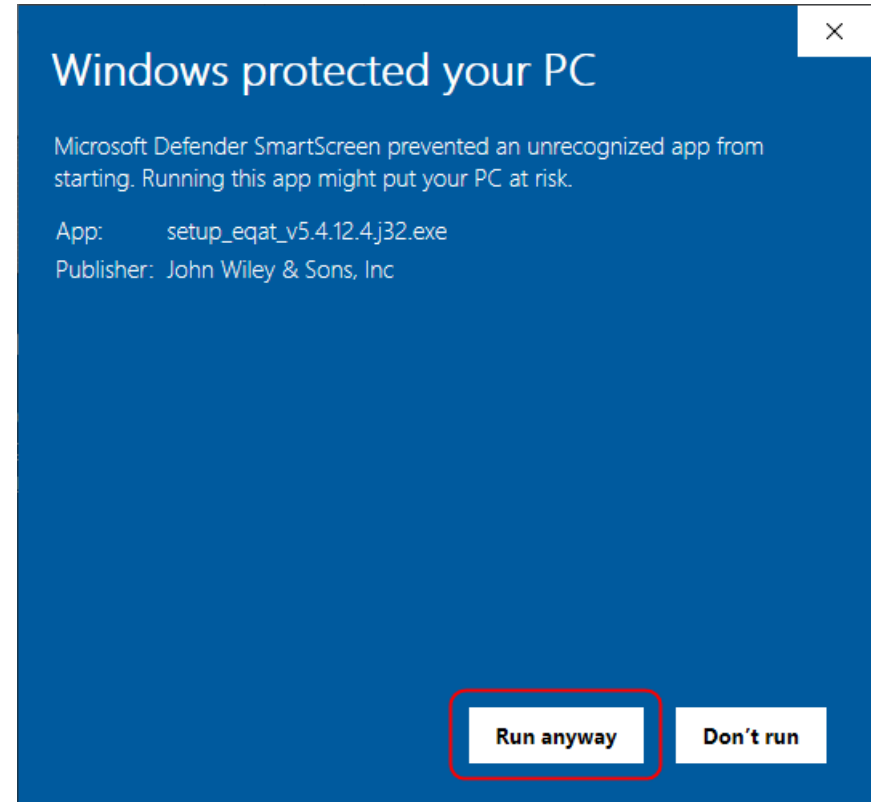 Windows protected your PC
Microsoft Defender SmartScreen prevented an unrecognized app from
starting. Running this app might put your PC at risk.
App: setup_eqat_v5.4.12.4.j32.exe
Publisher: John Wiley & Sons, Inc
Run anyway Don't run